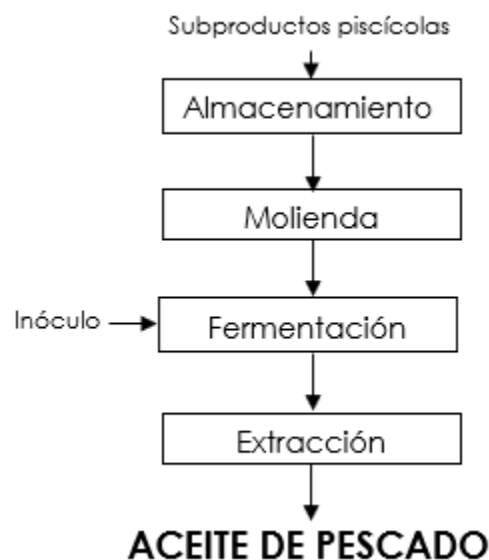 Subproductos piscícolas
Almacenamiento
Molienda
Inóculo
Fermentación
Extracción
ACEITE DE PESCADO